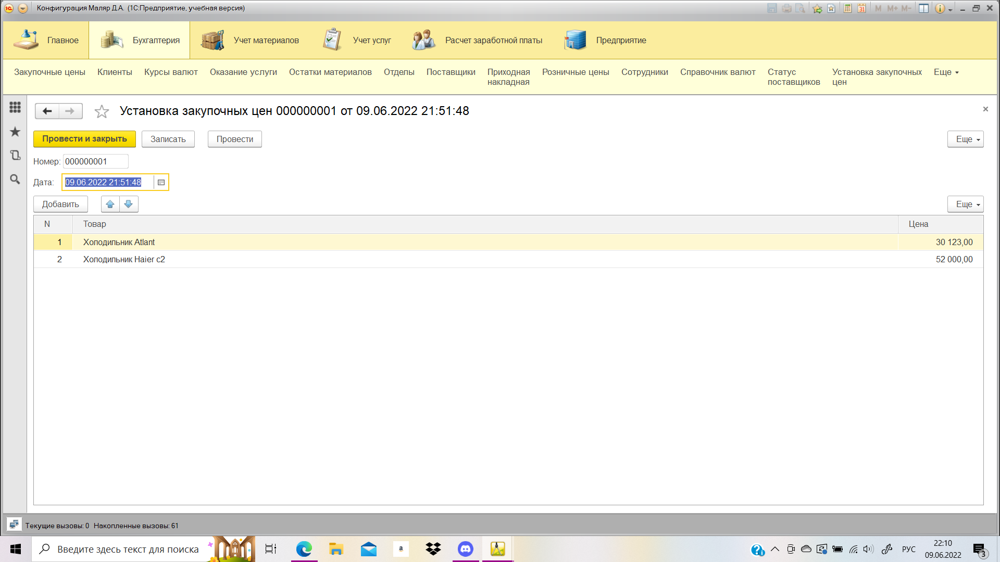 Конфигурация Маляр Д.А. (1С:Предприятие, учебная версия)
M M+ M-
Главное
Бухгалтерия
Учет материалов
Учет услуг
Расчет заработной платы
Предприятие
Закупочные цены
Клиенты
Курсы валют
Оказание услуги
Остатки материалов
Отделы
Поставщики
Приходная
накладная
Розничные цены
Сотрудники
Справочник валют
Статус
поставщиков
Установка закупочных
цен
Еще
Установка закупочных цен 000000001 от 09.06.2022 21:51:48
Провести и закрыть
Записать
Провести
Еще
Номер: 000000001
Дата: 09.06.2022 21:51:48
Добавить
Еще
N Товар Цена
1 Холодильник Atlant 30 123,00
2 Холодильник Haier c2 52 000,00
Текущие вызовы: 0 Накопленные вызовы: 61
Введите здесь текст для поиска
a
РУС
22:10
09.06.2022
3